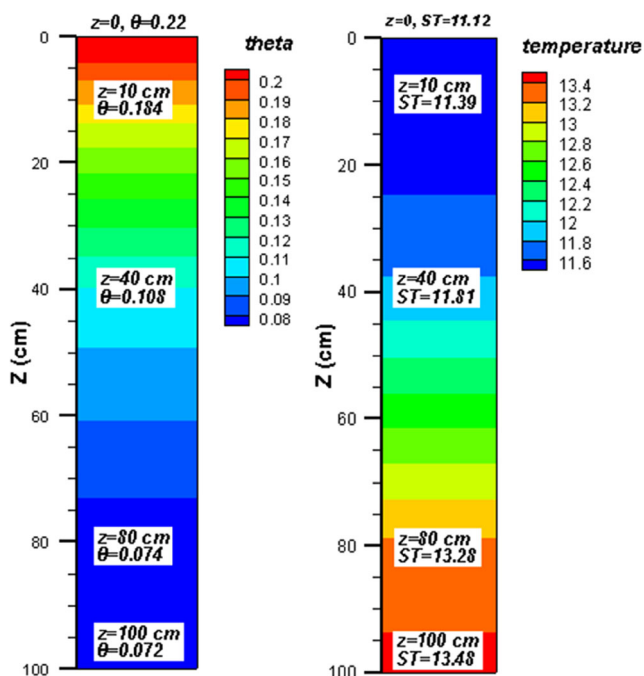 z=0, θ=0.22
theta
0
20
40
60
80
100
Z (cm)
z=10 cm
θ=0.184
z=40 cm
θ=0.108
z=80 cm
θ=0.074
z=100 cm
θ=0.072
0.2
0.19
0.18
0.17
0.16
0.15
0.14
0.13
0.12
0.11
0.1
0.09
0.08
z=0, ST=11.12
temperature
0
20
40
60
80
100
Z (cm)
z=10 cm
ST=11.39
z=40 cm
ST=11.81
z=80 cm
ST=13.28
z=100 cm
ST=13.48
13.4
13.2
13
12.8
12.6
12.4
12.2
12
11.8
11.6